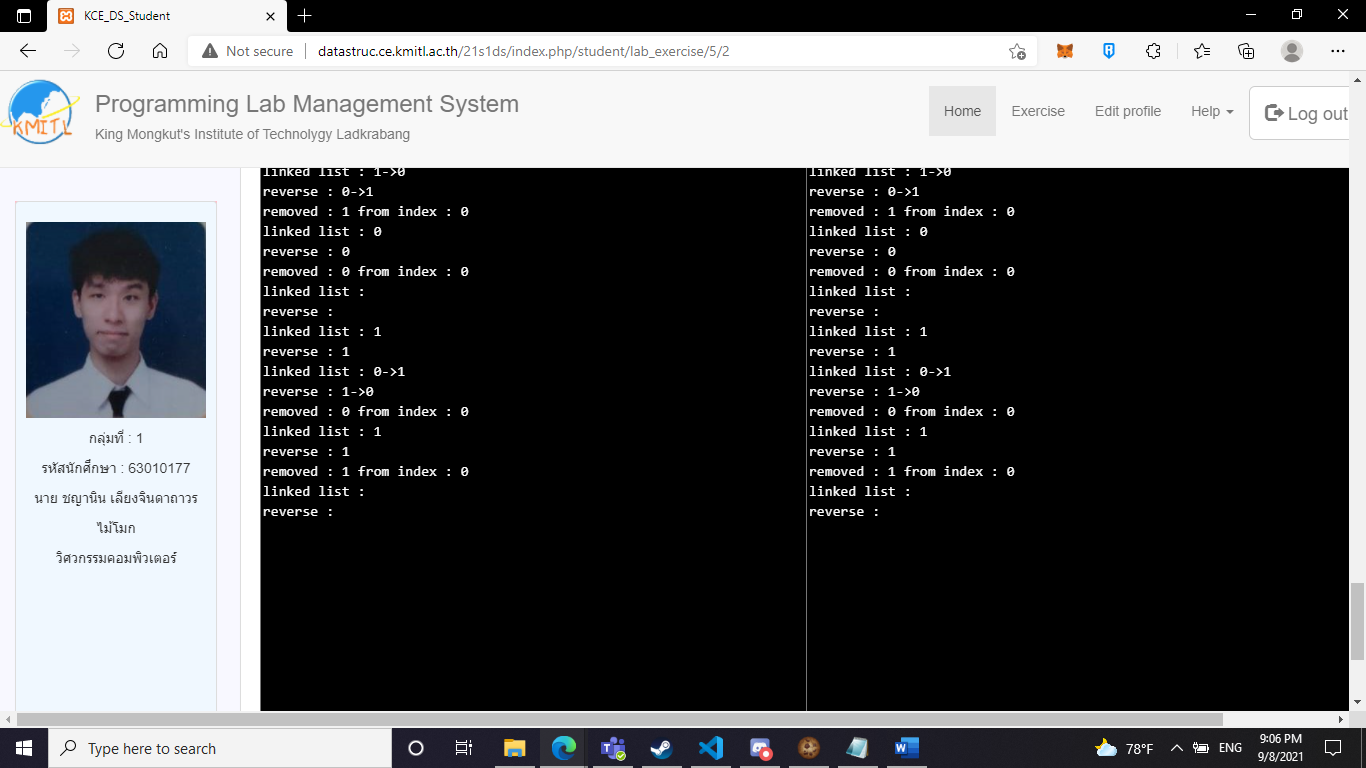 KCE_DS_Student
Not secure
datastruc.ce.kmitl.ac.th/21s1ds/index.php/student/lab_exercise/5/2
KMITL
Programming Lab Management System
King Mongkut's Institute of Technolygy Ladkrabang
Home
Exercise
Edit profile
Help
Log out
กลุ่มที่ : 1
รหัสนักศึกษา : 63010177
นาย ชญานิน เลียงจินดาถาวร
ไม้โมก
วิศวกรรมคอมพิวเตอร์
linked list : 1->0
reverse : 0->1
removed : 1 from index : 0
linked list : 0
reverse : 0
removed : 0 from index : 0
linked list :
reverse :
linked list : 1
reverse : 1
linked list : 0->1
reverse : 1->0
removed : 0 from index : 0
linked list : 1
reverse : 1
removed : 1 from index : 0
linked list :
reverse :
linked list : 1->0
reverse : 0->1
removed : 1 from index : 0
linked list : 0
reverse : 0
removed : 0 from index : 0
linked list :
reverse :
linked list : 1
reverse : 1
linked list : 0->1
reverse : 1->0
removed : 0 from index : 0
linked list : 1
reverse : 1
removed : 1 from index : 0
linked list :
reverse :
Type here to search
78°F
ENG
9:06 PM
9/8/2021